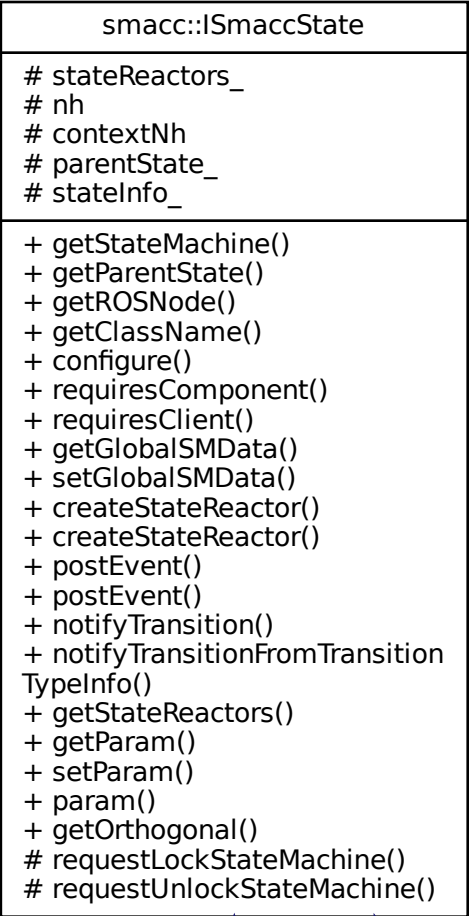 smacc::ISmaccState
# stateReactors_
# nh
# contextNh
# parentState_
# stateInfo_
+ getStateMachine()
+ getParentState()
+ getROSNode()
+ getClassName()
+ configure()
+ requiresComponent()
+ requiresClient()
+ getGlobalSMData()
+ setGlobalSMData()
+ createStateReactor()
+ createStateReactor()
+ postEvent()
+ postEvent()
+ notifyTransition()
+ notifyTransitionFromTransition
TypeInfo()
+ getStateReactors()
+ getParam()
+ setParam()
+ param()
+ getOrthogonal()
# requestLockStateMachine()
# requestUnlockStateMachine()